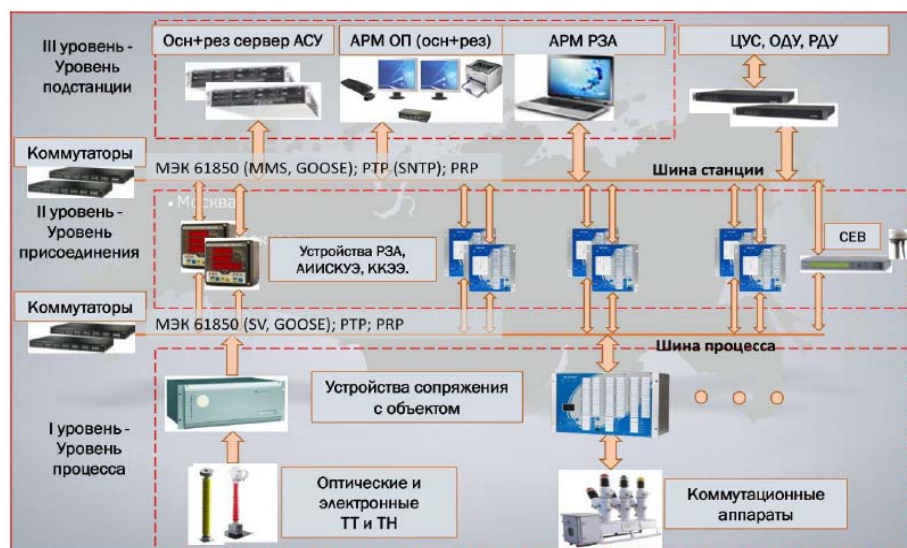 III уровень -
Уровень
подстанции
Осн+рез сервер АСУ
АРМ ОП (осн+рез)
АРМ РЗА
ЦУС, ОДУ, РДУ
Коммутаторы
МЭК 61850 (MMS, GOOSE); PTP (SNTP); PRP
Шина станции
II уровень -
Уровень
присоединения
Москва
Устройства РЗА,
АИИСКУЭ, ККЭЭ.
СЕВ
Коммутаторы
МЭК 61850 (SV, GOOSE); PTP; PRP
Шина процесса
I уровень -
Уровень
процесса
Устройства сопряжения
с объектом
Оптические и
электронные
ТТ и ТН
Коммутационные
аппараты